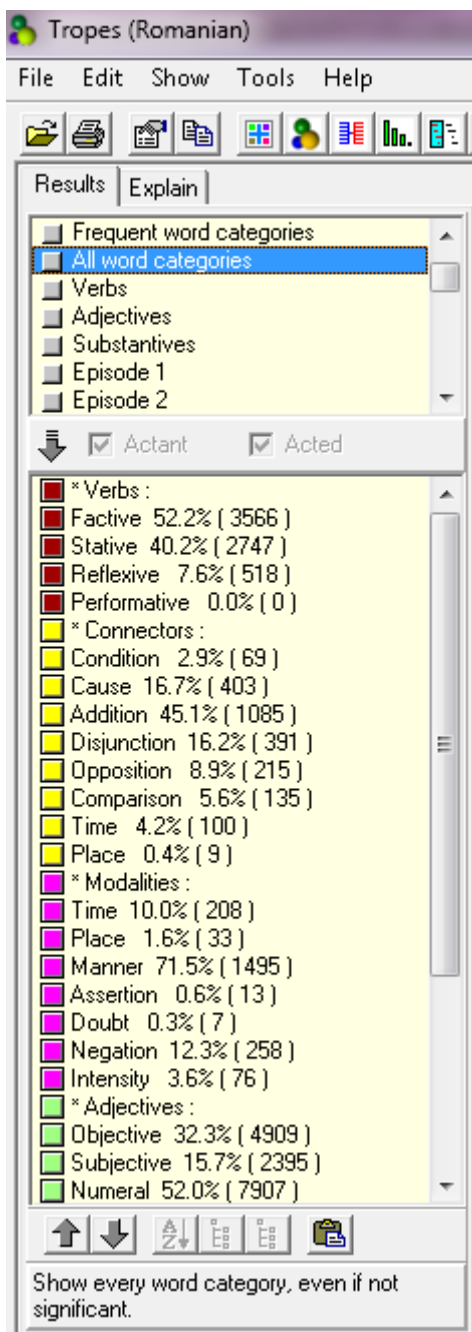 Tropes (Romanian)
File Edit Show Tools Help
Results Explain
Frequent word categories
All word categories
Verbs
Adjectives
Substantives
Episode 1
Episode 2
Actant Acted
* Verbs :
Factive 52.2% ( 3566 )
Stative 40.2% ( 2747 )
Reflexive 7.6% ( 518 )
Performative 0.0% ( 0 )
* Connectors :
Condition 2.9% ( 69 )
Cause 16.7% ( 403 )
Addition 45.1% ( 1085 )
Disjunction 16.2% ( 391 )
Opposition 8.9% ( 215 )
Comparison 5.6% ( 135 )
Time 4.2% ( 100 )
Place 0.4% ( 9 )
* Modalities :
Time 10.0% ( 208 )
Place 1.6% ( 33 )
Manner 71.5% ( 1495 )
Assertion 0.6% ( 13 )
Doubt 0.3% ( 7 )
Negation 12.3% ( 258 )
Intensity 3.6% ( 76 )
* Adjectives :
Objective 32.3% ( 4909 )
Subjective 15.7% ( 2395 )
Numeral 52.0% ( 7907 )
A
Z
Show every word category, even if not
significant.